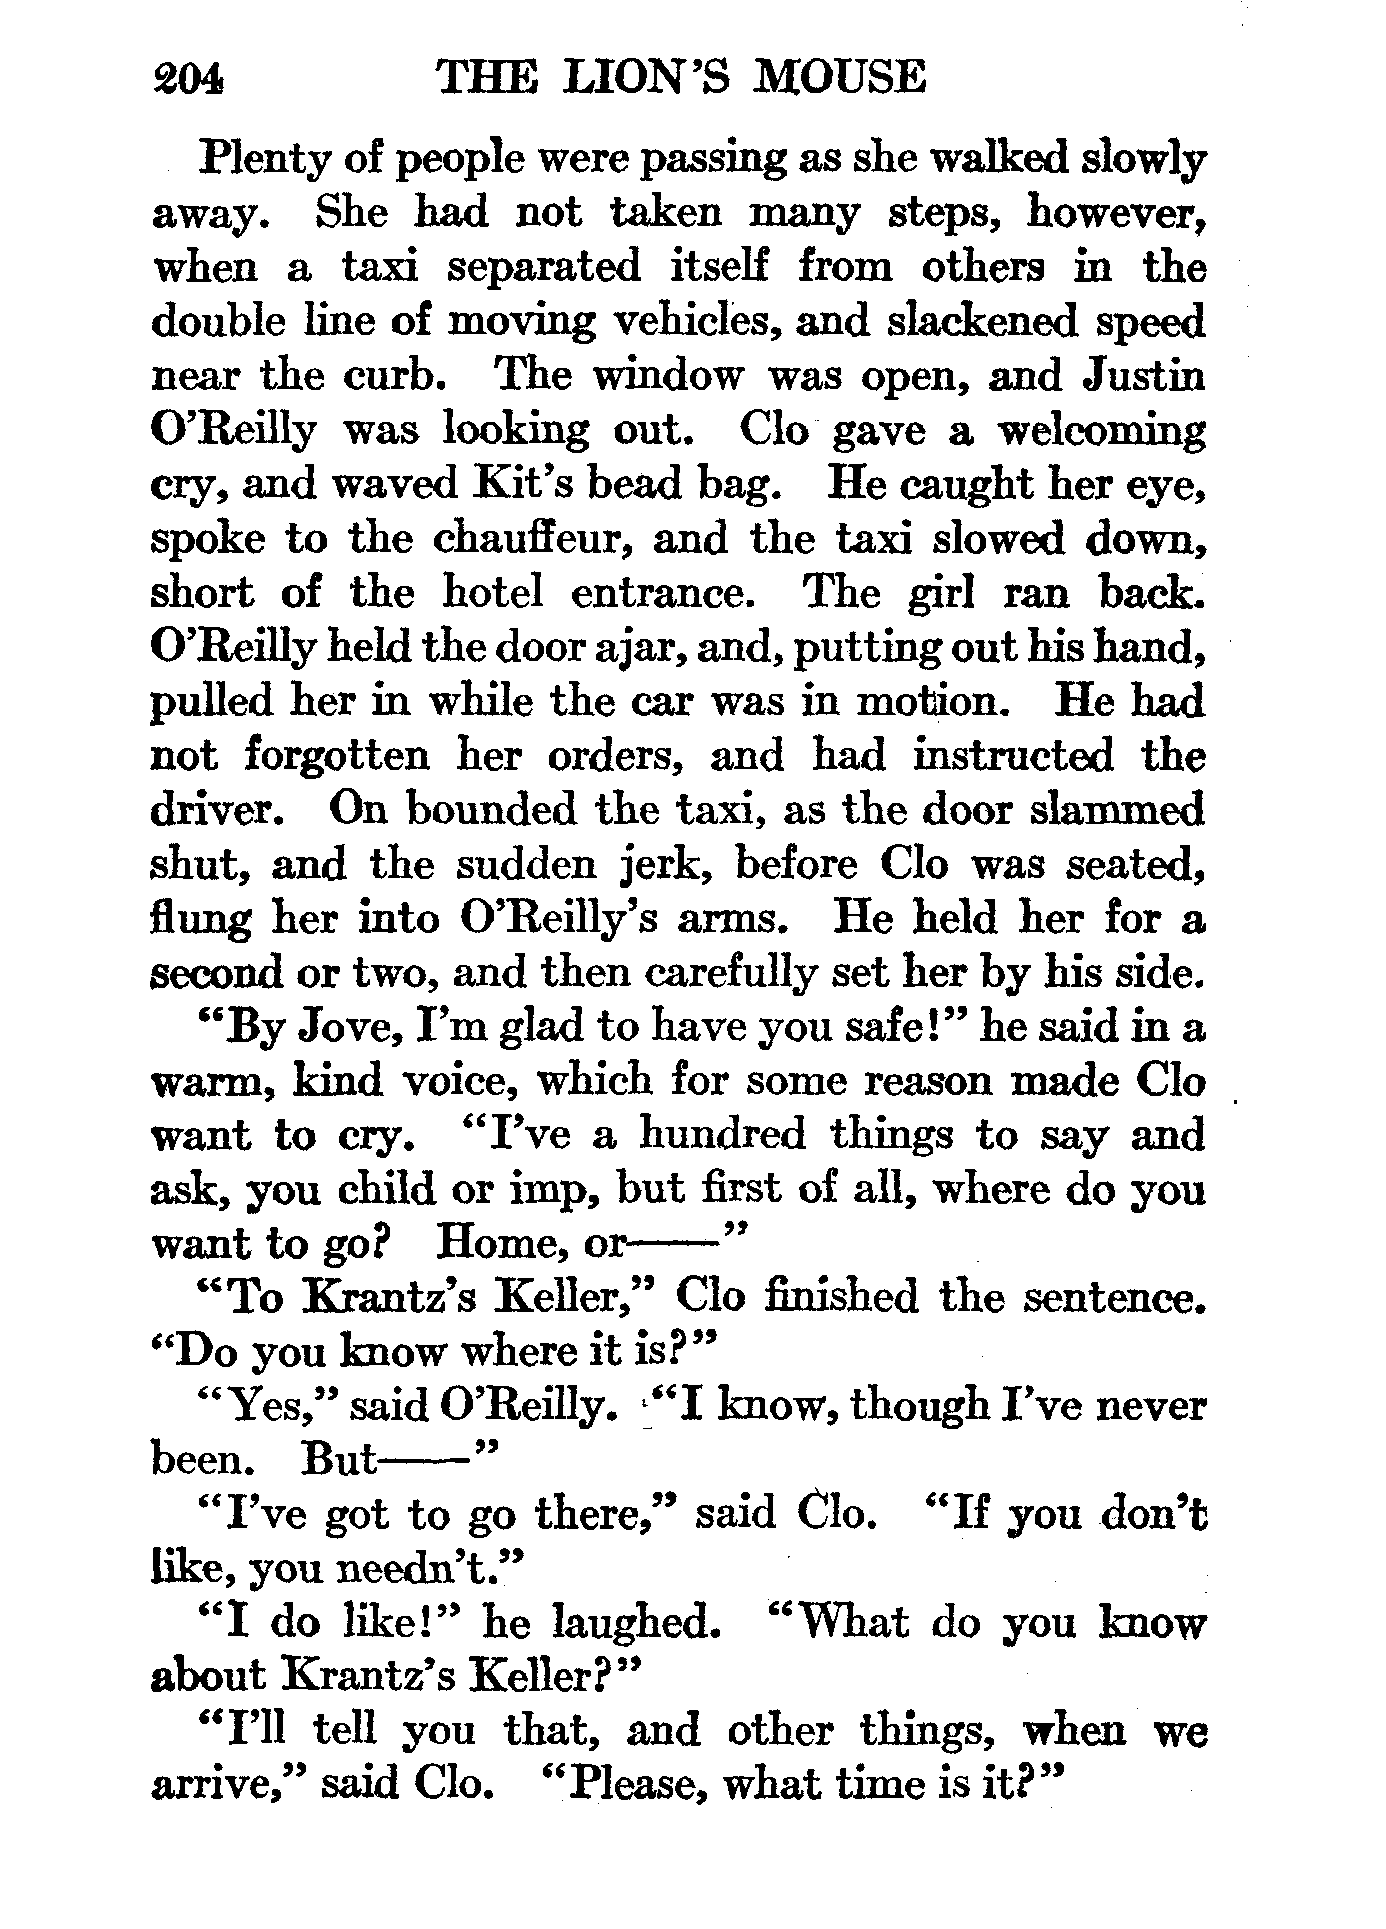 204 THE LION'S MOUSE
Plenty of people were passing as she walked slowly
away. She had not taken many steps, however,
when a taxi separated itself from others in the
double line of moving vehicles, and slackened speed
near the curb. The window was open, and Justin
O'Reilly was looking out. Clo gave a welcoming
cry, and waved Kit's bead bag. He caught her eye,
spoke to the chauffeur, and the taxi slowed down,
short of the hotel entrance. The girl ran back.
O'Reilly held the door ajar, and, putting out his hand,
pulled her in while the car was in motion. He had
not forgotten her orders, and had instructed the
driver. On bounded the taxi, as the door slammed
shut, and the sudden jerk, before Clo was seated,
flung her into O'Reilly's arms. He held her for a
second or two, and then carefully set her by his side.
"By Jove, I'm glad to have you safe!" he said in a
warm, kind voice, which for some reason made Clo
want to cry. "I've a hundred things to say and
ask, you child or imp, but first of all, where do you
want to go? Home, or——"
"To Krantz's Keller," Clo finished the sentence.
"Do you know where it is?"
"Yes," said O'Reilly. "I know, though I've never
been. But——"
"I've got to go there," said Clo. "If you don't
like, you needn't."
"I do like!" he laughed. "What do you know
about Krantz's Keller?"
"I'll tell you that, and other things, when we
arrive," said Clo. "Please, what time is it?"